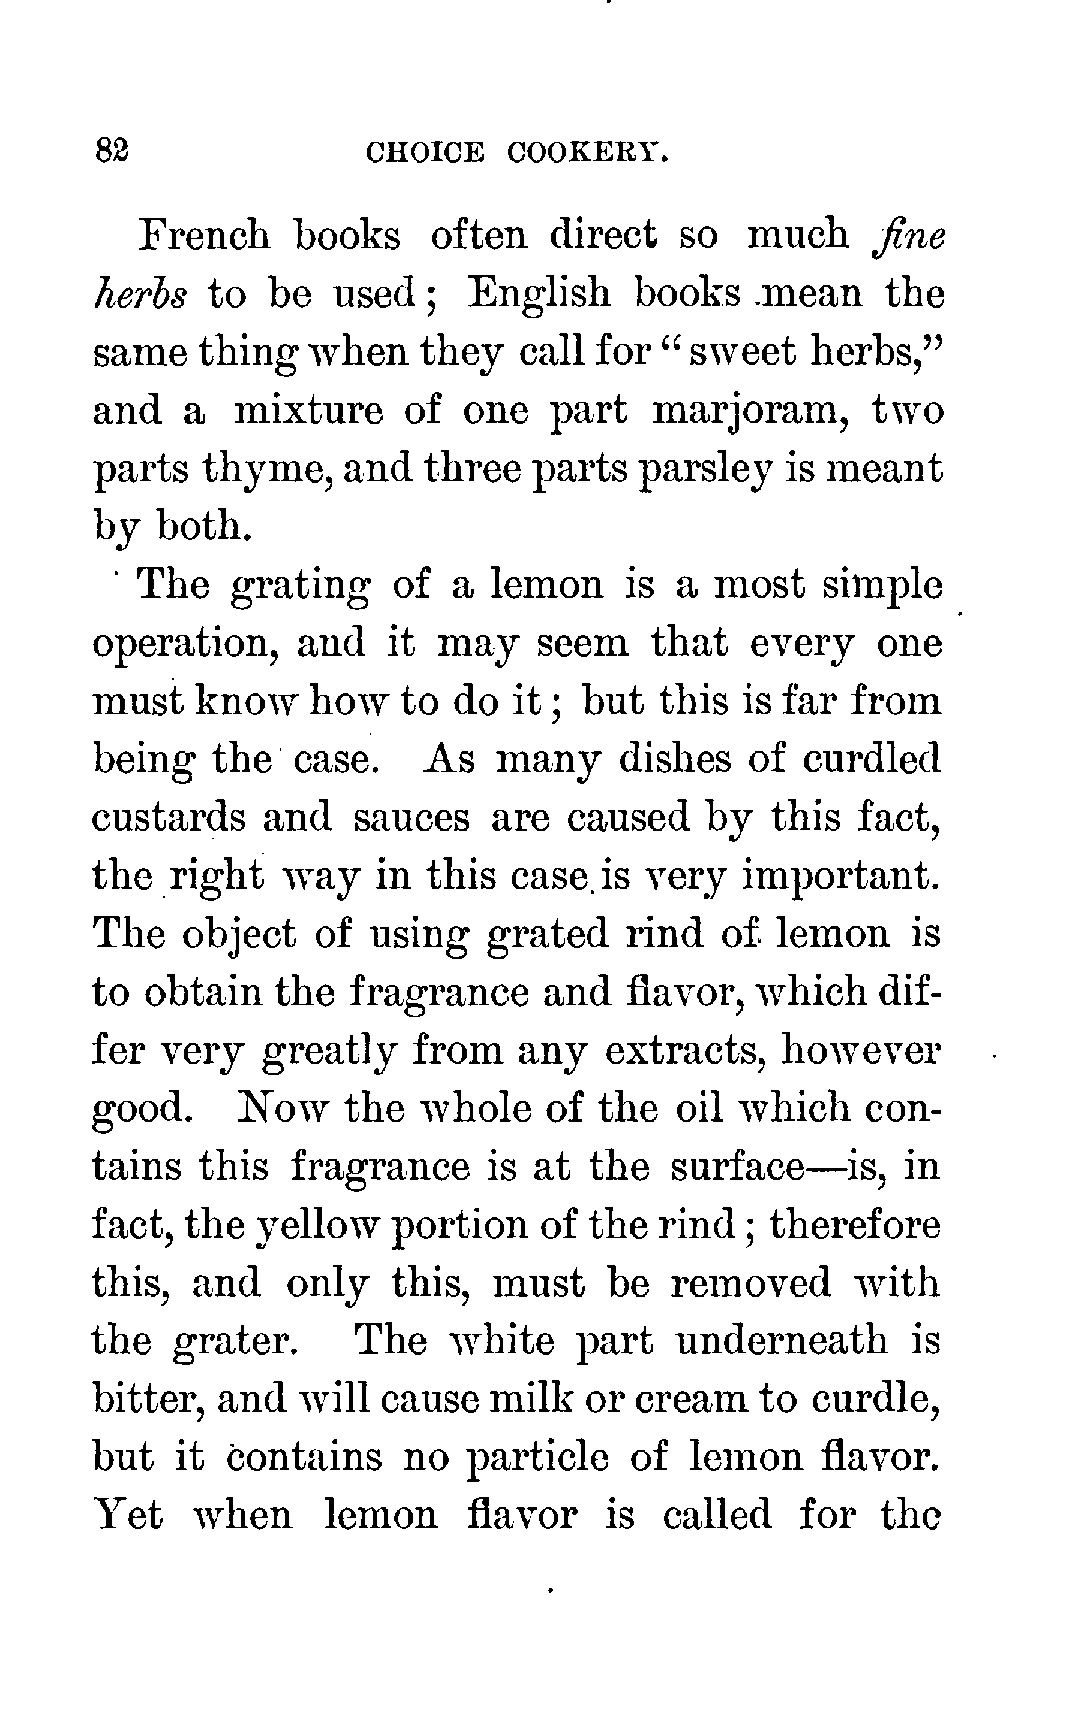 82 CHOICE COOKERY.
French books often direct so much fine
herbs to be used; English books mean the
same thing when they call for "sweet herbs,"
and a mixture of one part marjoram, two
parts thyme, and three parts parsley is meant
by both.
The grating of a lemon is a most simple
operation, and it may seem that every one
must know how to do it; but this is far from
being the case. As many dishes of curdled
custards and sauces are caused by this fact,
the right way in this case is very important.
The object of using grated rind of lemon is
to obtain the fragrance and flavor, which dif-
fer very greatly from any extracts, however
good. Now the whole of the oil which con-
tains this fragrance is at the surface—is, in
fact, the yellow portion of the rind; therefore
this, and only this, must be removed with
the grater. The white part underneath is
bitter, and will cause milk or cream to curdle,
but it contains no particle of lemon flavor.
Yet when lemon flavor is called for the